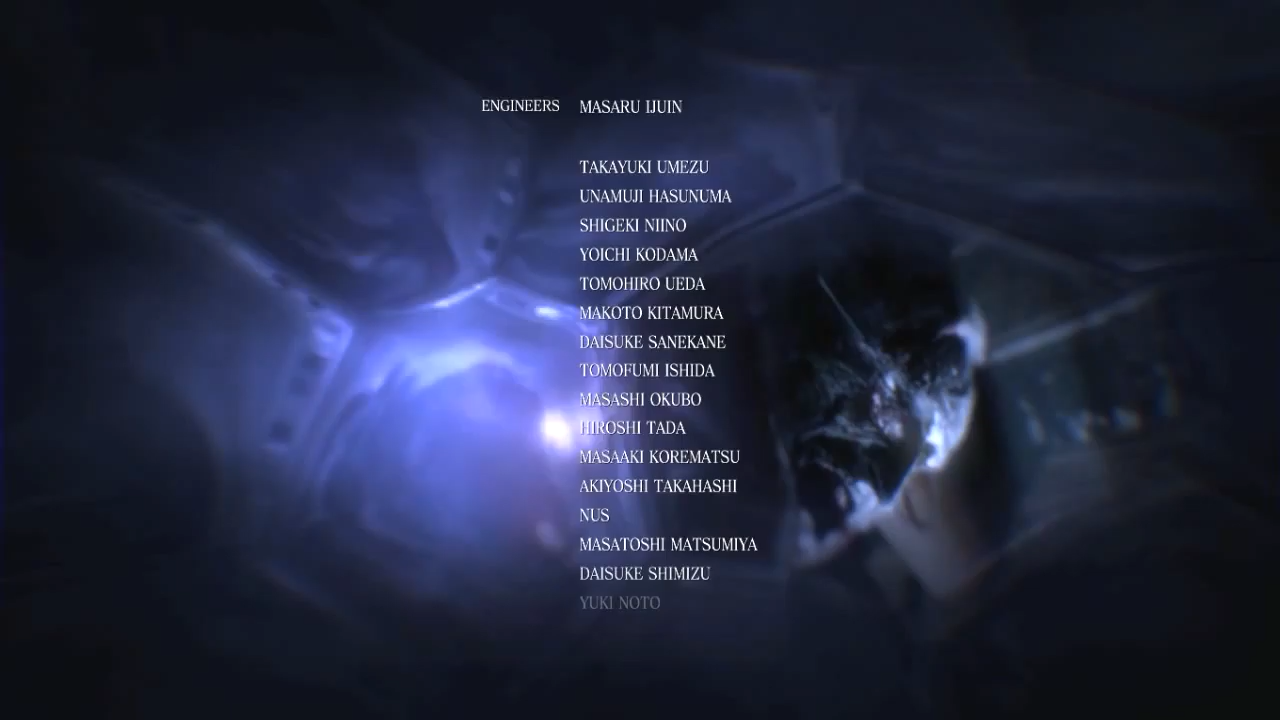 ENGINEERS MASARU IJUIN
TAKAYUKI UMEZU
UNAMUJI HASUNUMA
SHIGEKI NIINO
YOICHI KODAMA
TOMOHIRO UEDA
MAKOTO KITAMURA
DAISUKE SANEKANE
TOMOFUMI ISHIDA
MASASHI OKUBO
HIROSHI TADA
MASAAKI KOREMATSU
AKIYOSHI TAKAHASHI
NUS
MASATOSHI MATSUMIYA
DAISUKE SHIMIZU
YUKI NOTO